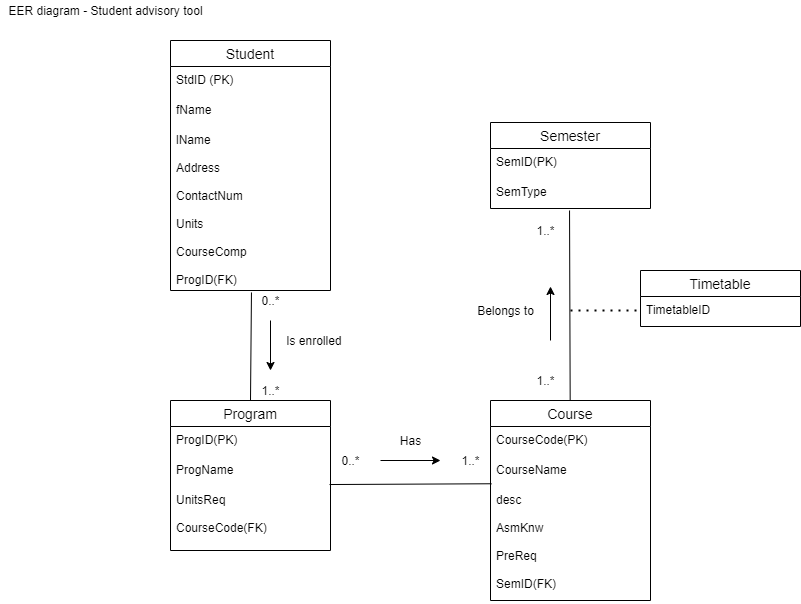 EER diagram - Student advisory tool
Student
StdID (PK)
fName
lName
Address
ContactNum
Units
CourseComp
ProgID(FK)
0..*
Is enrolled
1..*
Program
ProgID(PK)
ProgName
UnitsReq
CourseCode(FK)
0..*
Has
1..*
Semester
SemID(PK)
SemType
1..*
Belongs to
1..*
Timetable
TimetableID
Course
CourseCode(PK)
CourseName
desc
AsmKnw
PreReq
SemID(FK)